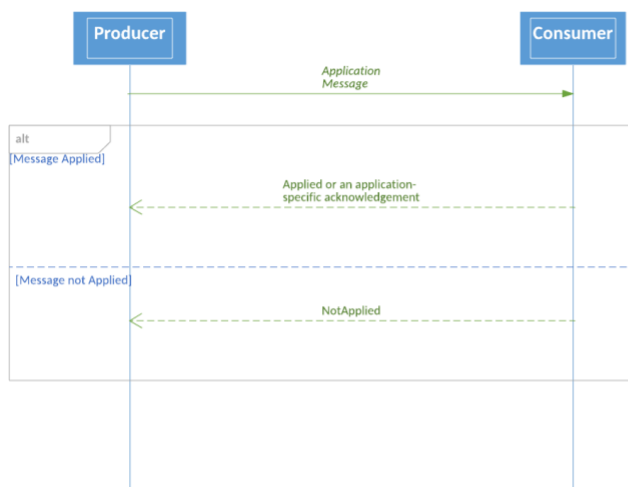 Producer
Consumer
Application
Message
alt
[Message Applied]
Applied or an application-
specific acknowledgement
[Message not Applied]
NotApplied